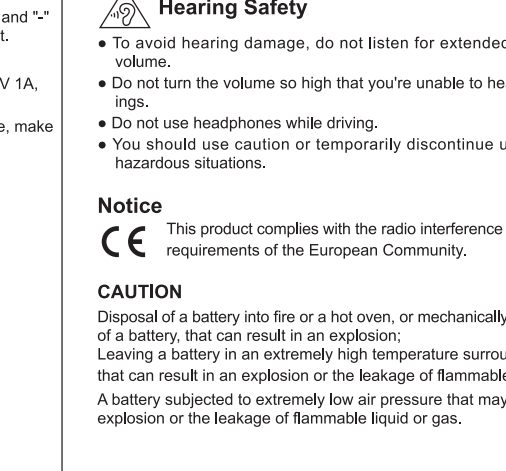 and "-"
t.
V 1A,
e, make
Hearing Safety
● To avoid hearing damage, do not listen for extended
volume.
● Do not turn the volume so high that you're unable to hea
ings.
● Do not use headphones while driving.
● You should use caution or temporarily discontinue u
hazardous situations.
Notice
CE This product complies with the radio interference
requirements of the European Community.
CAUTION
Disposal of a battery into fire or a hot oven, or mechanically
of a battery, that can result in an explosion;
Leaving a battery in an extremely high temperature surrou
that can result in an explosion or the leakage of flammable
A battery subjected to extremely low air pressure that may
explosion or the leakage of flammable liquid or gas.